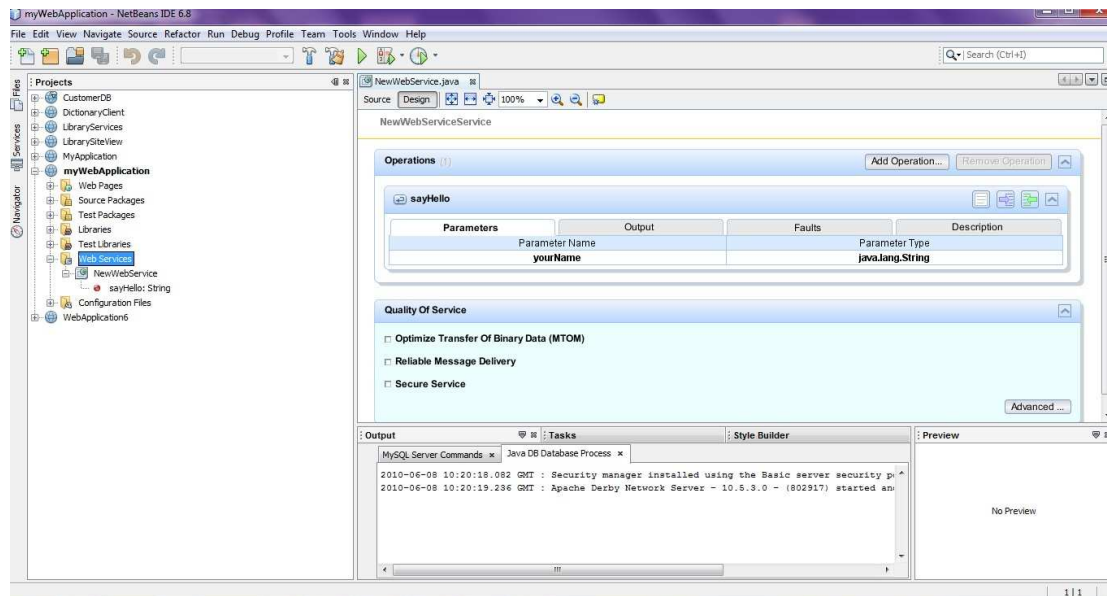 myWebApplication - NetBeans IDE 6.8
File Edit View Navigate Source Refactor Run Debug Profile Team Tools Window Help
Search (Ctrl+I)
Files
Services
Navigator
Projects
CustomerDB
DictionaryClient
LibraryServices
LibrarySiteView
MyApplication
myWebApplication
Web Pages
Source Packages
Test Packages
Libraries
Test Libraries
Web Services
NewWebService
sayHello: String
Configuration Files
WebApplication6
NewWebService.java
Source Design 100%
NewWebServiceService
Operations (1) Add Operation... Remove Operation
sayHello
Parameters Output Faults Description
Parameter Name Parameter Type
yourName java.lang.String
Quality Of Service
Optimize Transfer Of Binary Data (MTOM)
Reliable Message Delivery
Secure Service
Advanced ...
Output Tasks Style Builder Preview
MySQL Server Commands Java DB Database Process
2010-06-08 10:20:18.082 GMT : Security manager installed using the Basic server security p
2010-06-08 10:20:19.236 GMT : Apache Derby Network Server - 10.5.3.0 - (802917) started an
No Preview
1|1